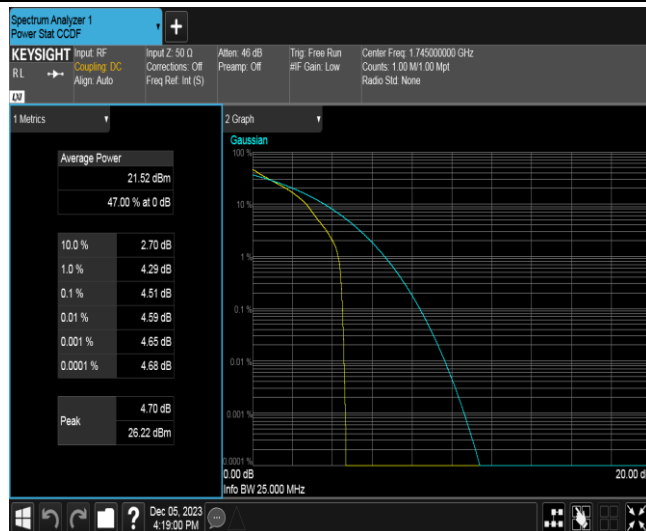 Spectrum Analyzer 1
Power Stat CCDF
KEYSIGHT
RL
Input: RF
Coupling: DC
Align: Auto
Input Z: 50 Ω
Corrections: Off
Freq Ref: Int (S)
Atten: 46 dB
Preamp: Off
Trig: Free Run
#IF Gain: Low
Center Freq: 1.745000000 GHz
Counts: 1.00 M/1.00 Mpt
Radio Std: None
1 Metrics
Average Power
21.52 dBm
47.00 % at 0 dB
10.0 % 2.70 dB
1.0 % 4.29 dB
0.1 % 4.51 dB
0.01 % 4.59 dB
0.001 % 4.65 dB
0.0001 % 4.68 dB
Peak
4.70 dB
26.22 dBm
2 Graph
Gaussian
100 %
10 %
1 %
0.1 %
0.01 %
0.001 %
0.0001 %
0.00 dB
20.00 d
Info BW 25.000 MHz
?
Dec 05, 2023
4:19:00 PM